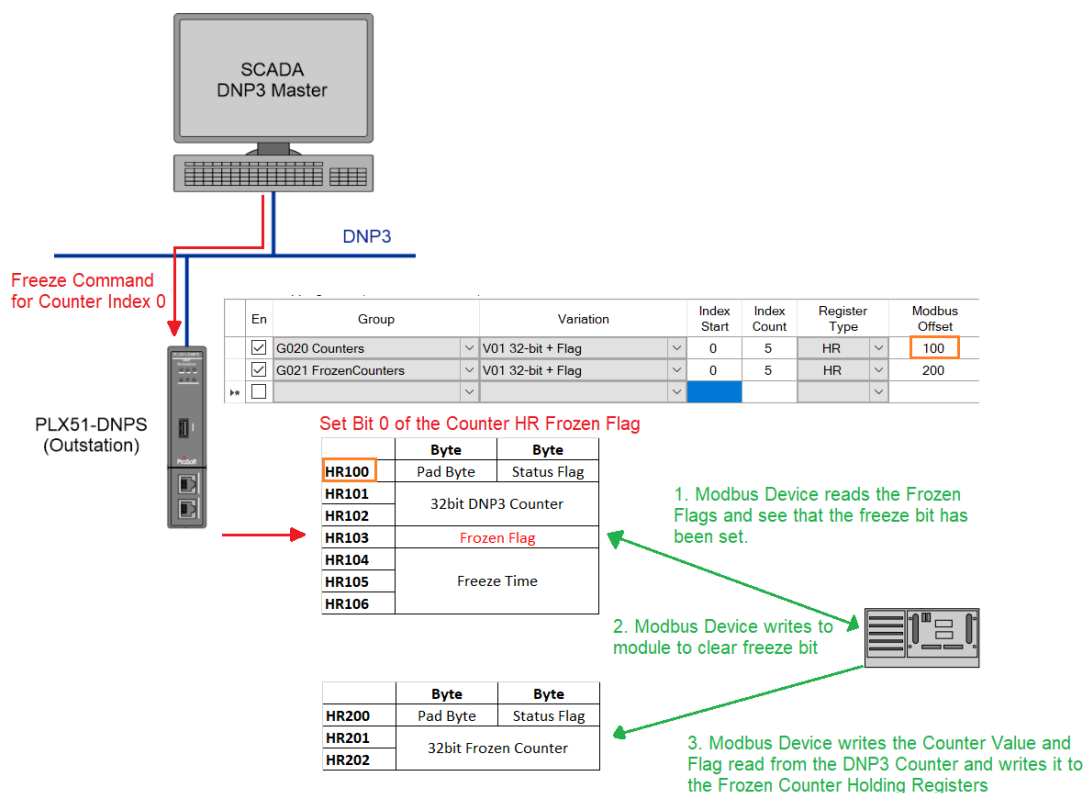 SCADA
DNP3 Master
DNP3
Freeze Command
for Counter Index 0
En Group Variation Index Start Index Count Register Type Modbus Offset
G020 Counters V01 32-bit + Flag 0 5 HR 100
G021 FrozenCounters V01 32-bit + Flag 0 5 HR 200
PLX51-DNPS
(Outstation)
ProSoft
Set Bit 0 of the Counter HR Frozen Flag
Byte Byte
HR100 Pad Byte Status Flag
HR101
32bit DNP3 Counter
HR102
HR103 Frozen Flag
HR104
HR105 Freeze Time
HR106
1. Modbus Device reads the Frozen
Flags and see that the freeze bit has
been set.
2. Modbus Device writes to
module to clear freeze bit
Byte Byte
HR200 Pad Byte Status Flag
HR201
32bit Frozen Counter
HR202
3. Modbus Device writes the Counter Value and
Flag read from the DNP3 Counter and writes it to
the Frozen Counter Holding Registers